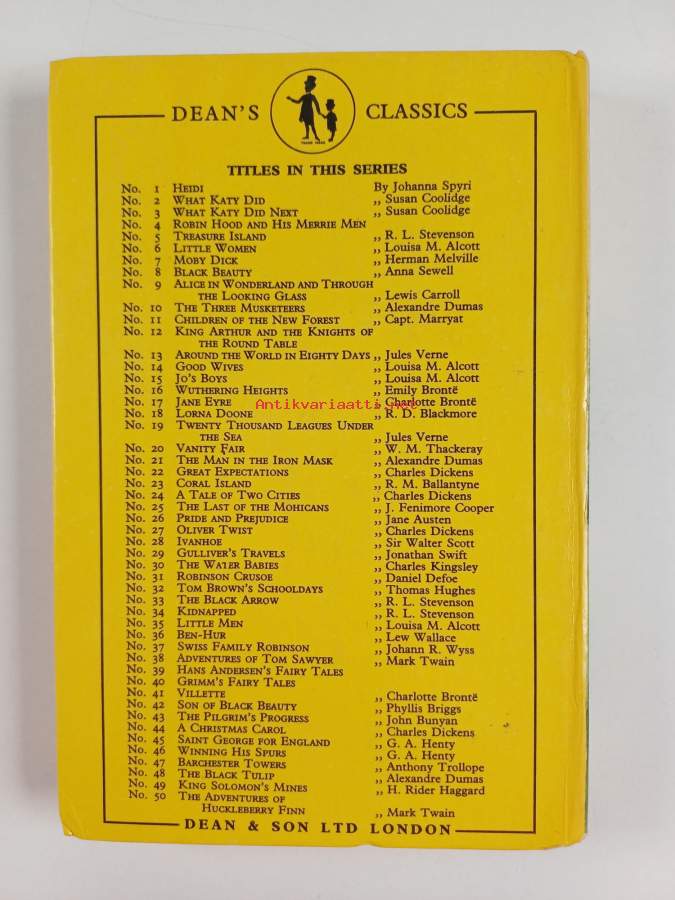 DEAN'S CLASSICS
TRADE MARK
TITLES IN THIS SERIES
No. 1 HEIDI By Johanna Spyri
No. 2 WHAT KATY DID ,, Susan Coolidge
No. 3 WHAT KATY DID NEXT ,, Susan Coolidge
No. 4 ROBIN HOOD AND HIS MERRIE MEN
No. 5 TREASURE ISLAND ,, R. L. Stevenson
No. 6 LITTLE WOMEN ,, Louisa M. Alcott
No. 7 MOBY DICK ,, Herman Melville
No. 8 BLACK BEAUTY ,, Anna Sewell
No. 9 ALICE IN WONDERLAND AND THROUGH
THE LOOKING GLASS ,, Lewis Carroll
No. 10 THE THREE MUSKETEERS ,, Alexandre Dumas
No. 11 CHILDREN OF THE NEW FOREST ,, Capt. Marryat
No. 12 KING ARTHUR AND THE KNIGHTS OF
THE ROUND TABLE
No. 13 AROUND THE WORLD IN EIGHTY DAYS ,, Jules Verne
No. 14 GOOD WIVES ,, Louisa M. Alcott
No. 15 JO'S BOYS ,, Louisa M. Alcott
No. 16 WUTHERING HEIGHTS ,, Emily Brontë
No. 17 JANE EYRE ,, Charlotte Brontë
Antikvariaatti.net
No. 18 LORNA DOONE ,, R. D. Blackmore
No. 19 TWENTY THOUSAND LEAGUES UNDER
THE SEA ,, Jules Verne
No. 20 VANITY FAIR ,, W. M. Thackeray
No. 21 THE MAN IN THE IRON MASK ,, Alexandre Dumas
No. 22 GREAT EXPECTATIONS ,, Charles Dickens
No. 23 CORAL ISLAND ,, R. M. Ballantyne
No. 24 A TALE OF TWO CITIES ,, Charles Dickens
No. 25 THE LAST OF THE MOHICANS ,, J. Fenimore Cooper
No. 26 PRIDE AND PREJUDICE ,, Jane Austen
No. 27 OLIVER TWIST ,, Charles Dickens
No. 28 IVANHOE ,, Sir Walter Scott
No. 29 GULLIVER'S TRAVELS ,, Jonathan Swift
No. 30 THE WATER BABIES ,, Charles Kingsley
No. 31 ROBINSON CRUSOE ,, Daniel Defoe
No. 32 TOM BROWN'S SCHOOLDAYS ,, Thomas Hughes
No. 33 THE BLACK ARROW ,, R. L. Stevenson
No. 34 KIDNAPPED ,, R. L. Stevenson
No. 35 LITTLE MEN ,, Louisa M. Alcott
No. 36 BEN-HUR ,, Lew Wallace
No. 37 SWISS FAMILY ROBINSON ,, Johann R. Wyss
No. 38 ADVENTURES OF TOM SAWYER ,, Mark Twain
No. 39 HANS ANDERSEN'S FAIRY TALES
No. 40 GRIMM'S FAIRY TALES
No. 41 VILLETTE ,, Charlotte Brontë
No. 42 SON OF BLACK BEAUTY ,, Phyllis Briggs
No. 43 THE PILGRIM'S PROGRESS ,, John Bunyan
No. 44 A CHRISTMAS CAROL ,, Charles Dickens
No. 45 SAINT GEORGE FOR ENGLAND ,, G. A. Henty
No. 46 WINNING HIS SPURS ,, G. A. Henty
No. 47 BARCHESTER TOWERS ,, Anthony Trollope
No. 48 THE BLACK TULIP ,, Alexandre Dumas
No. 49 KING SOLOMON'S MINES ,, H. Rider Haggard
No. 50 THE ADVENTURES OF
HUCKLEBERRY FINN ,, Mark Twain
DEAN & SON LTD LONDON